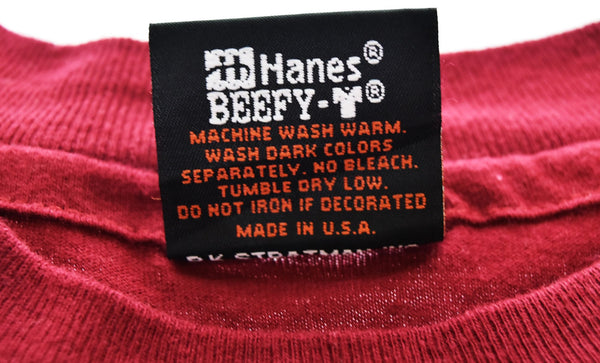 Hanes®
BEEFY-T®
MACHINE WASH WARM.
WASH DARK COLORS
SEPARATELY. NO BLEACH.
TUMBLE DRY LOW.
DO NOT IRON IF DECORATED
MADE IN U.S.A.